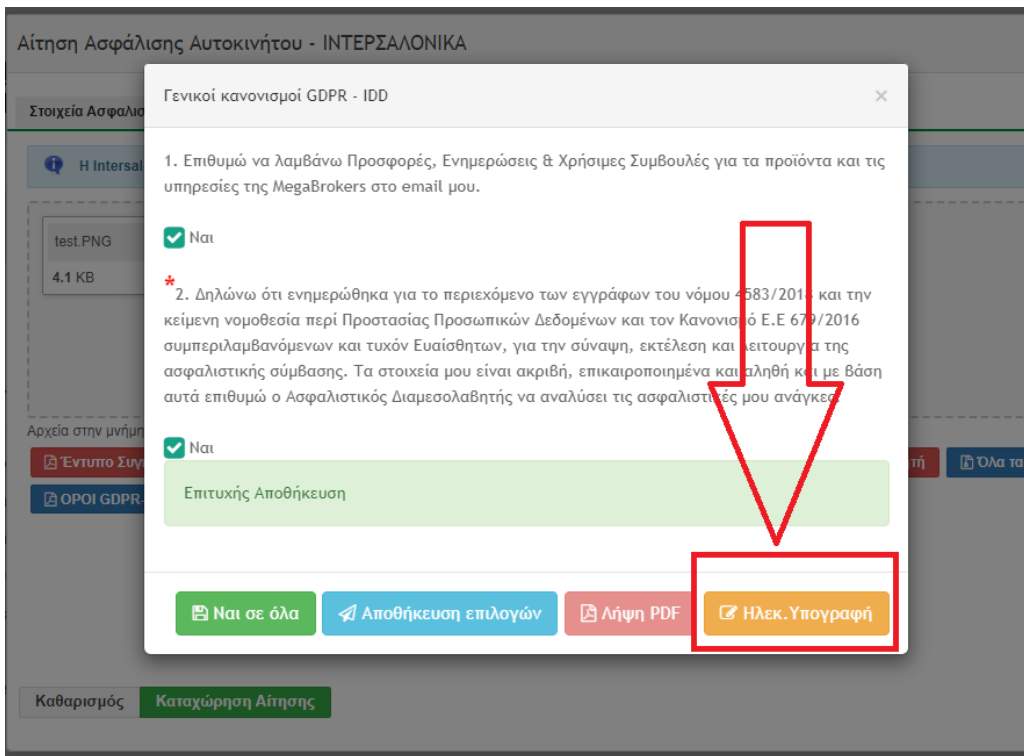 Αίτηση Ασφάλισης Αυτοκινήτου - ΙΝΤΕΡΣΑΛΟΝΙΚΑ
Γενικοί κανονισμοί GDPR - IDD
×
Στοιχεία
Η
1. Επιθυμώ να λαμβάνω Προσφορές, Ενημερώσεις & Χρήσιμες Συμβουλές για τα προϊόντα και τις
υπηρεσίες της MegaBrokers στο email μου.
test.PNG
4.1 KB
Ναι
*2. Δηλώνω ότι ενημερώθηκα για το περιεχόμενο των εγγράφων του νόμου 4583/2018 και την
κείμενη νομοθεσία περί Προστασίας Προσωπικών Δεδομένων και τον Κανονισμό Ε.Ε 679/2016
συμπεριλαμβανόμενων και τυχόν Ευαίσθητων, για την σύναψη, εκτέλεση και λειτουργία της
ασφαλιστικής σύμβασης. Τα στοιχεία μου είναι ακριβή, επικαιροποιημένα και αληθή και με βάση
αυτά επιθυμώ ο Ασφαλιστικός Διαμεσολαβητής να αναλύσει τις ασφαλιστικές μου ανάγκες.
Αρχεία στην
Ναι
Έντυπο
Όλα τα
Επιτυχής Αποθήκευση
ΟΡΟΙ GDPR-
Ναι σε όλα
Αποθήκευση επιλογών
Λήψη PDF
Ηλεκ.Υπογραφή
Καθαρισμός
Καταχώρηση Αίτησης